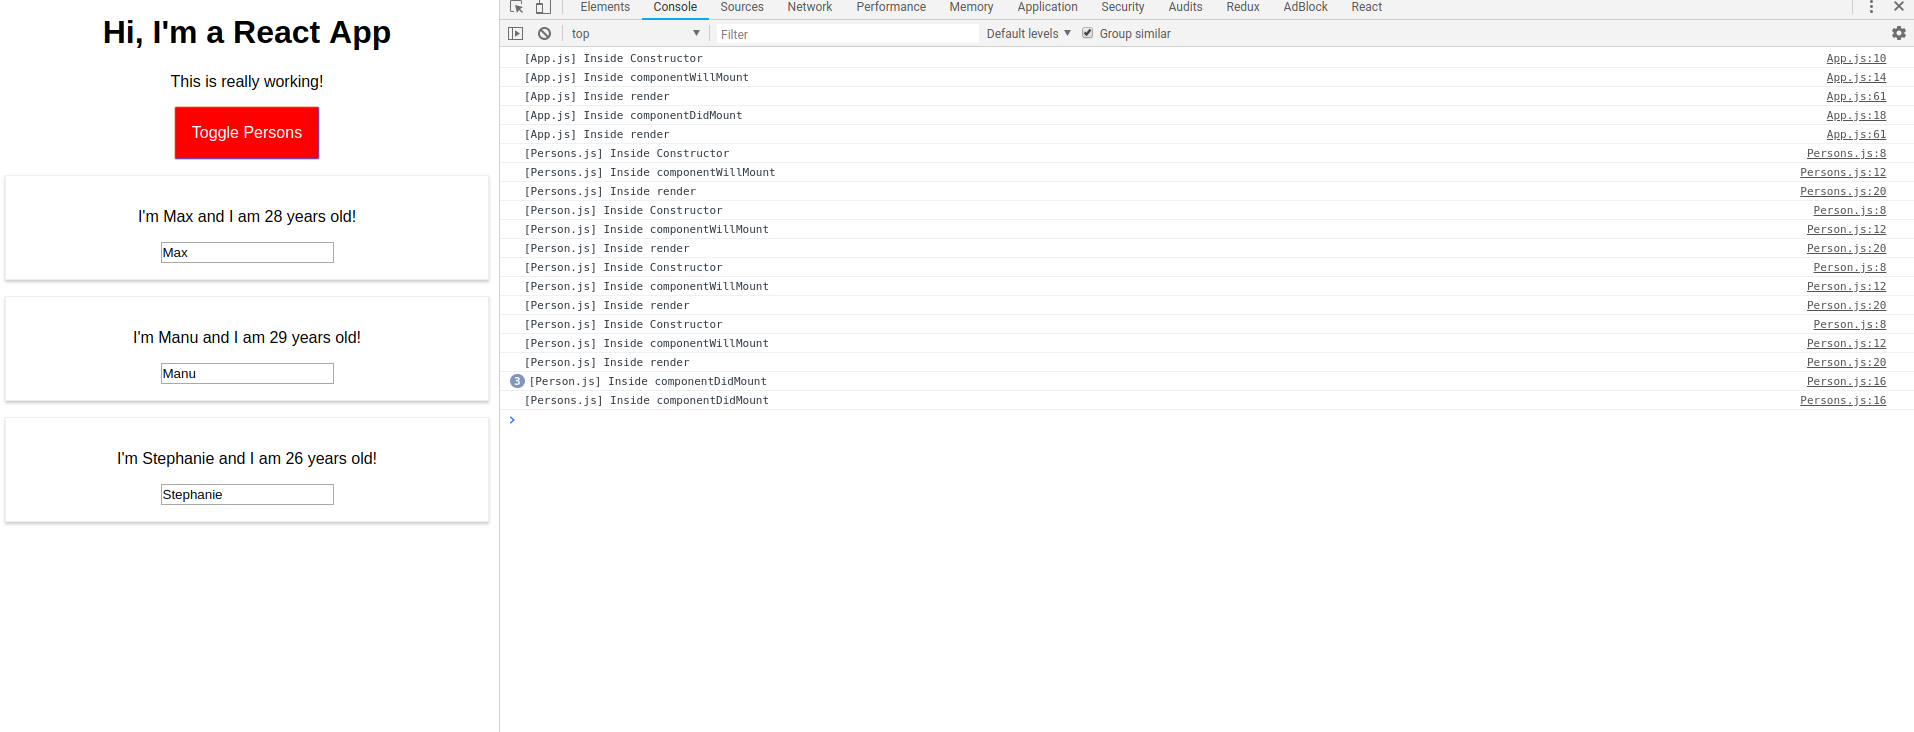 Hi, I'm a React App
This is really working!
Toggle Persons
I'm Max and I am 28 years old!
Max
I'm Manu and I am 29 years old!
Manu
I'm Stephanie and I am 26 years old!
Stephanie
Elements Console Sources Network Performance Memory Application Security Audits Redux AdBlock React
top Filter Default levels Group similar
[App.js] Inside Constructor App.js:10
[App.js] Inside componentWillMount App.js:14
[App.js] Inside render App.js:61
[App.js] Inside componentDidMount App.js:18
[App.js] Inside render App.js:61
[Persons.js] Inside Constructor Persons.js:8
[Persons.js] Inside componentWillMount Persons.js:12
[Persons.js] Inside render Persons.js:20
[Person.js] Inside Constructor Person.js:8
[Person.js] Inside componentWillMount Person.js:12
[Person.js] Inside render Person.js:20
[Person.js] Inside Constructor Person.js:8
[Person.js] Inside componentWillMount Person.js:12
[Person.js] Inside render Person.js:20
[Person.js] Inside Constructor Person.js:8
[Person.js] Inside componentWillMount Person.js:12
[Person.js] Inside render Person.js:20
3 [Person.js] Inside componentDidMount Person.js:16
[Persons.js] Inside componentDidMount Persons.js:16